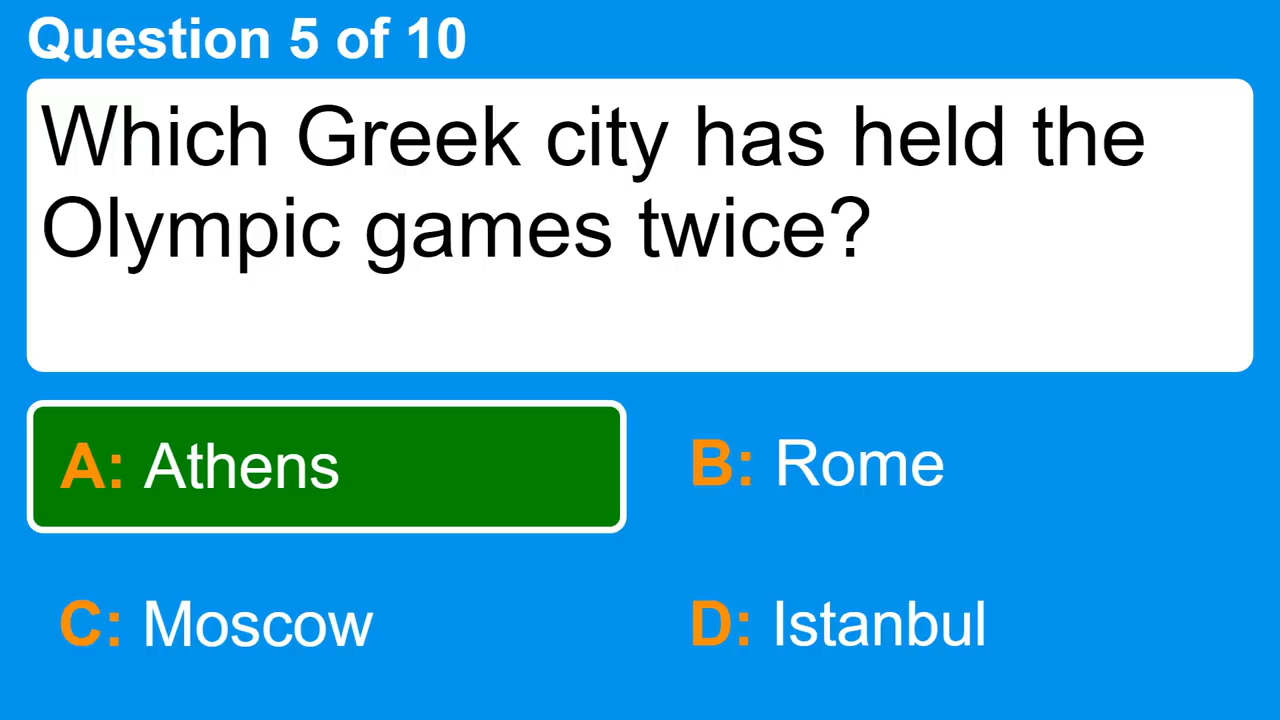 Question 5 of 10
Which Greek city has held the
Olympic games twice?
A: Athens
B: Rome
C: Moscow
D: Istanbul